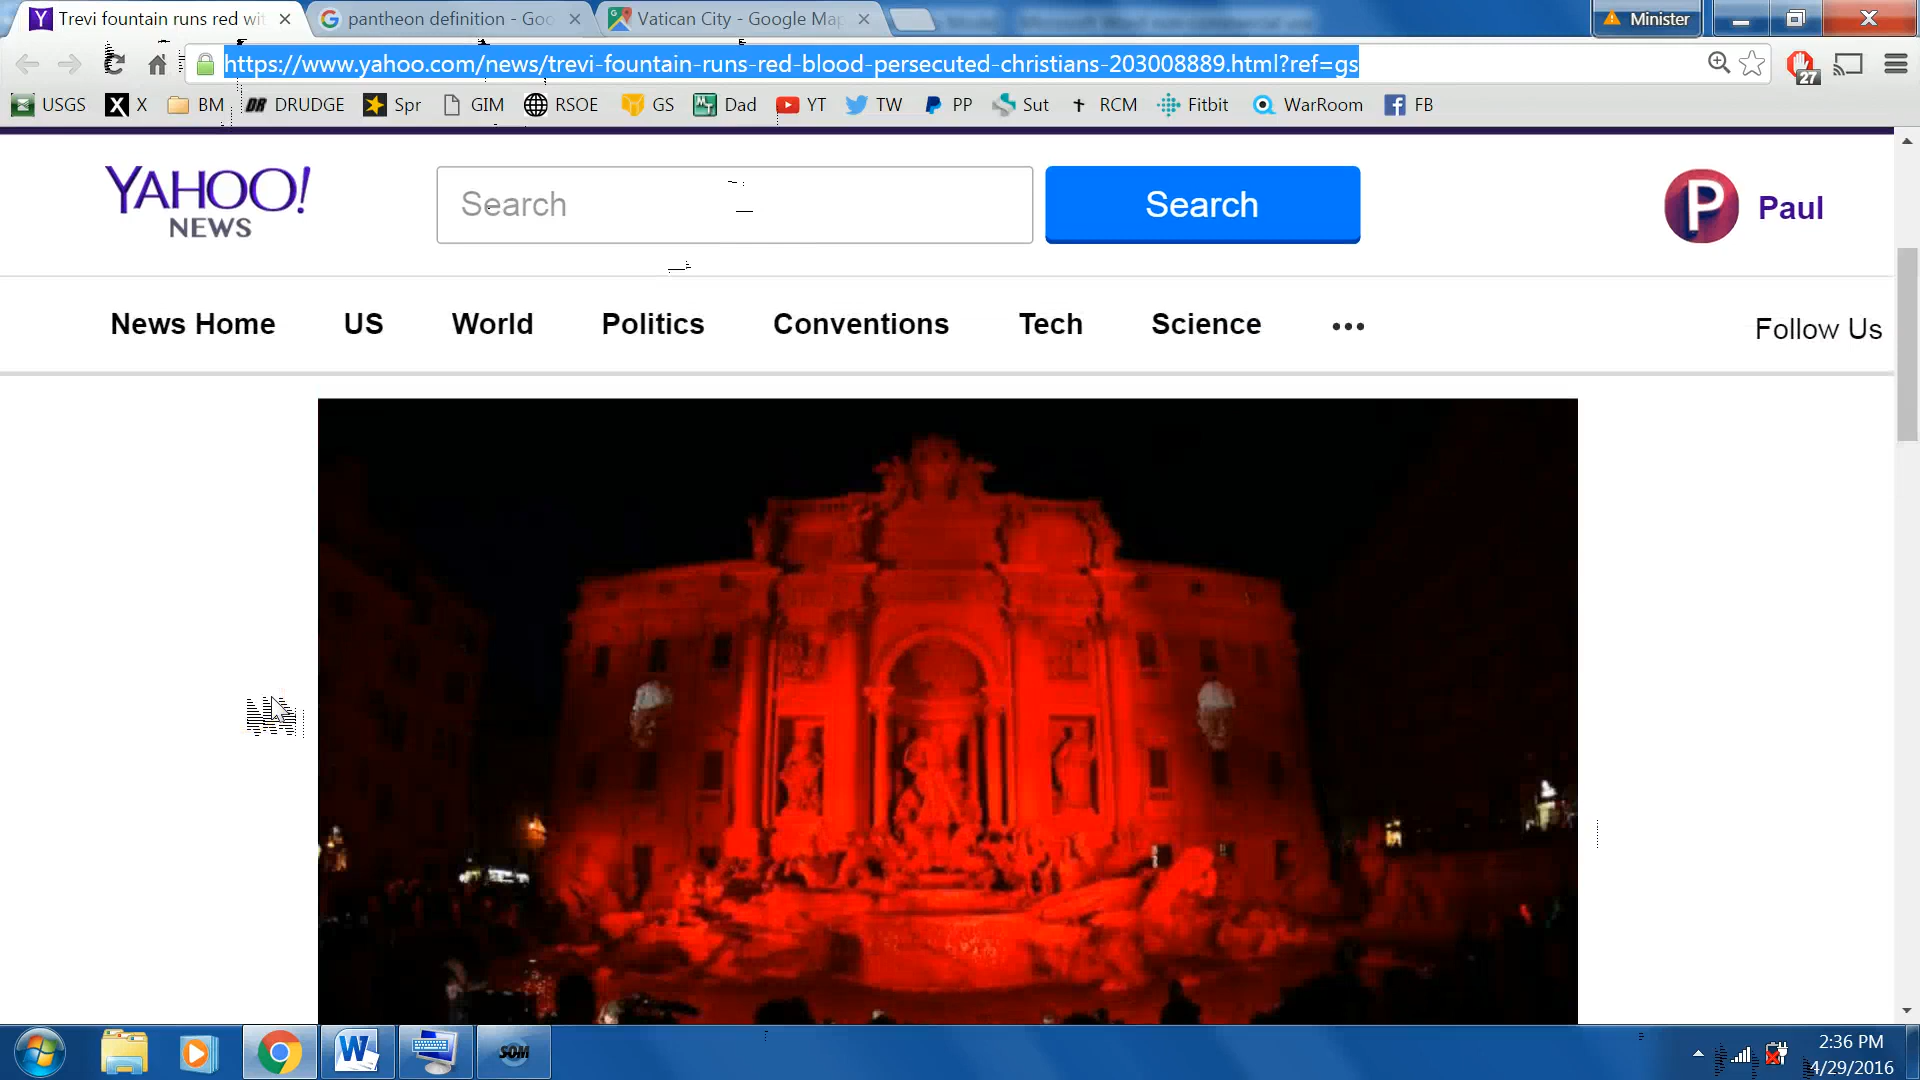 Trevi fountain runs red wit
pantheon definition - Goo
Vatican City - Google Map
Minister
https://www.yahoo.com/news/trevi-fountain-runs-red-blood-persecuted-christians-203008889.html?ref=gs
27
USGS X BM DRUDGE Spr GIM RSOE GS Dad YT TW PP Sut RCM Fitbit WarRoom FB
YAHOO!
NEWS
Search
Search
P Paul
News Home US World Politics Conventions Tech Science ••• Follow Us
SOM
2:36 PM
4/29/2016